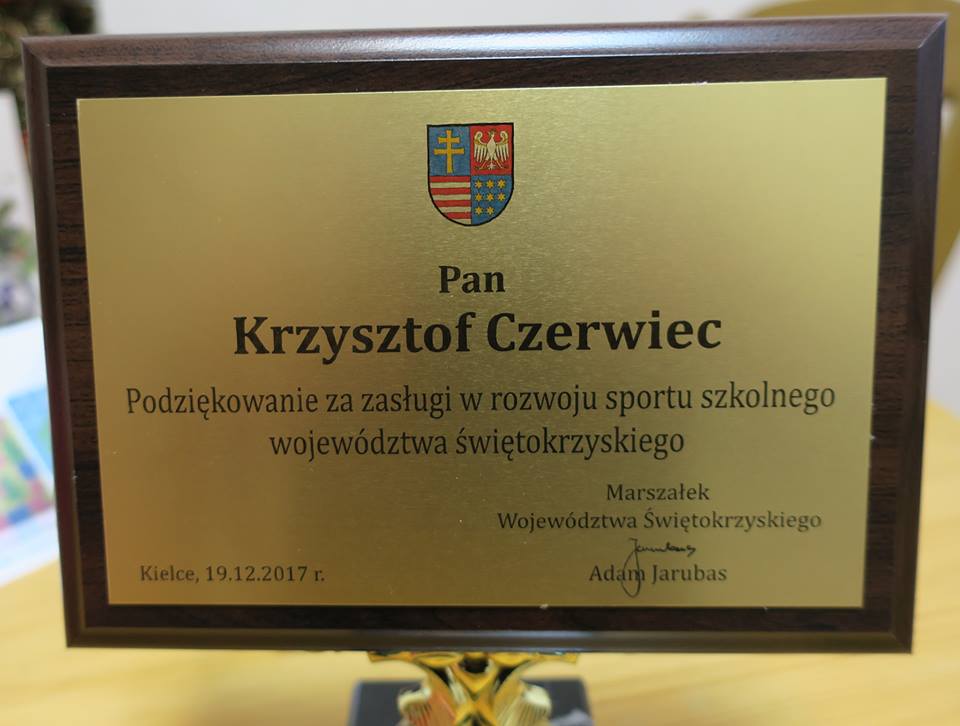 Pan
Krzysztof Czerwiec
Podziękowanie za zasługi w rozwoju sportu szkolnego
województwa świętokrzyskiego
Marszałek
Województwa Świętokrzyskiego
Jarubas
Adam Jarubas
Kielce, 19.12.2017 r.